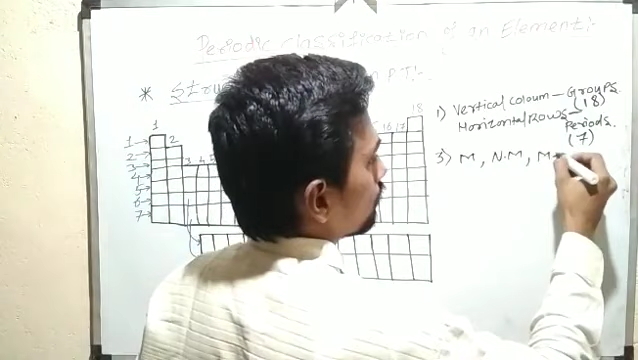 Periodic classification of an Element:-
* n P.T:-
1 18
2 16 17
1 → 3 4 5
2 →
3 →
4 →
5 →
6 →
7 →
1) Vertical coloum – Groups
(18)
Horizontal Rows –
Periods.
(7)
3) M, N.M, M